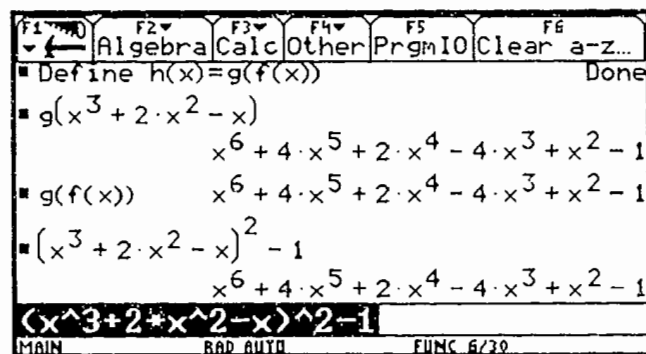 F1 F2 F3 F4 F5 F6
Algebra Calc Other PrgmIO Clear a-z…
▪ Define h(x)=g(f(x)) Done
▪ g(x³ + 2·x² - x)
x⁶ + 4·x⁵ + 2·x⁴ - 4·x³ + x² - 1
▪ g(f(x)) x⁶ + 4·x⁵ + 2·x⁴ - 4·x³ + x² - 1
▪ (x³ + 2·x² - x)² - 1
x⁶ + 4·x⁵ + 2·x⁴ - 4·x³ + x² - 1
(x^3+2*x^2-x)^2-1
MAIN RAD AUTO FUNC 6/30